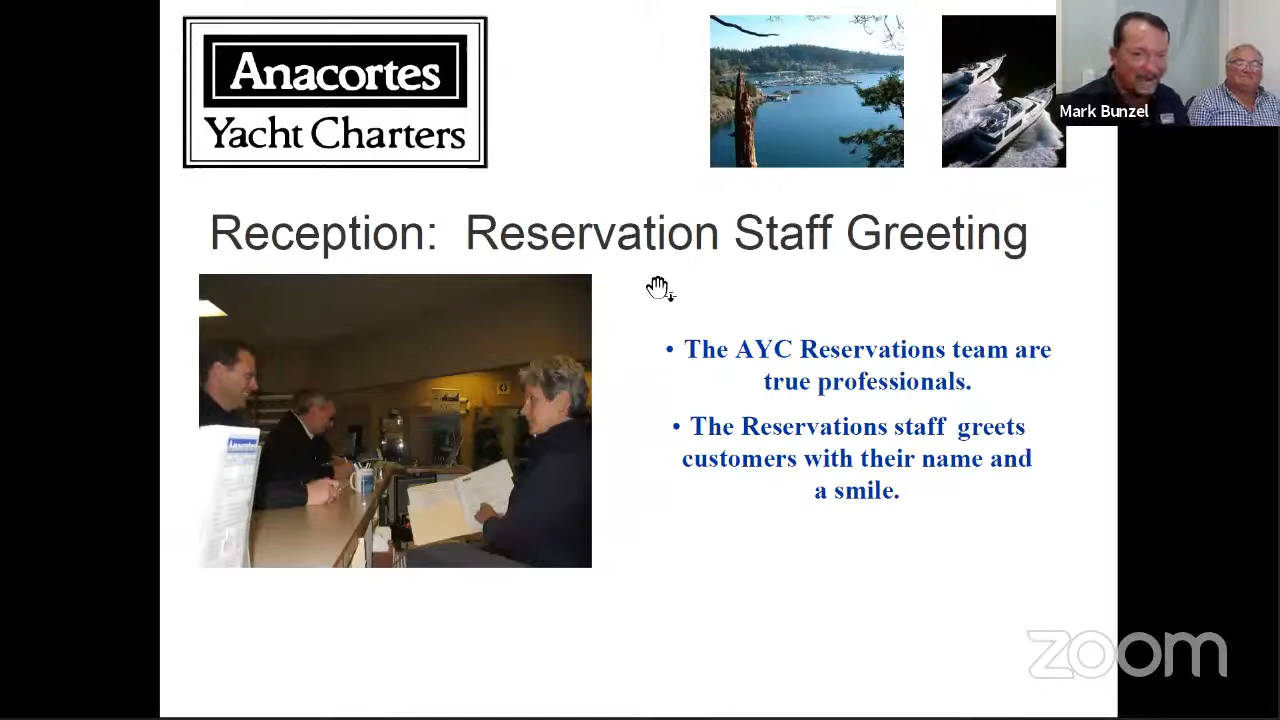 Anacortes
Yacht Charters
Mark Bunzel
Reception: Reservation Staff Greeting
• The AYC Reservations team are
true professionals.
• The Reservations staff greets
customers with their name and
a smile.
zoom